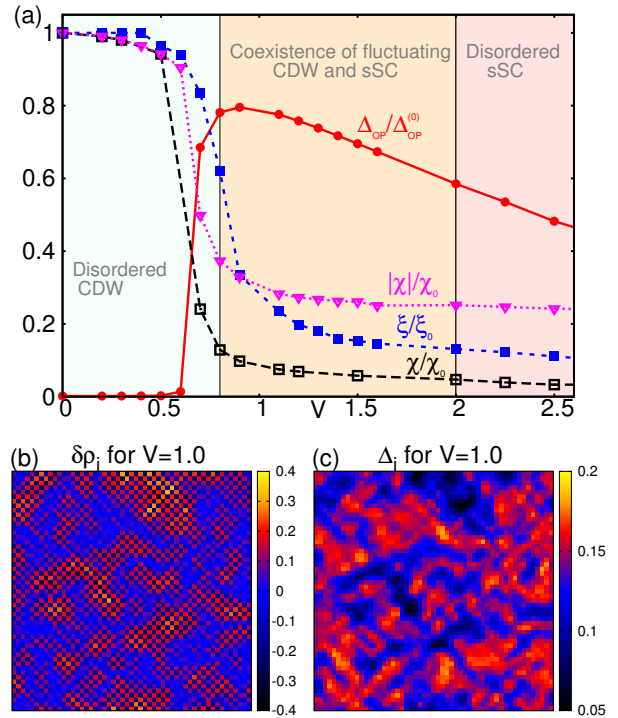 (a)
1
0.8
0.6
0.4
0.2
0
0
0.5
1
1.5
2
2.5
V
Coexistence of fluctuating
CDW and sSC
Disordered
sSC
Disordered
CDW
Δ_OP/Δ_OP^(0)
|χ|/χ₀
ξ/ξ₀
χ/χ₀
(b)
δρ_i for V=1.0
0.4
0.3
0.2
0.1
0
-0.1
-0.2
-0.3
-0.4
(c)
Δ_i for V=1.0
0.2
0.15
0.1
0.05